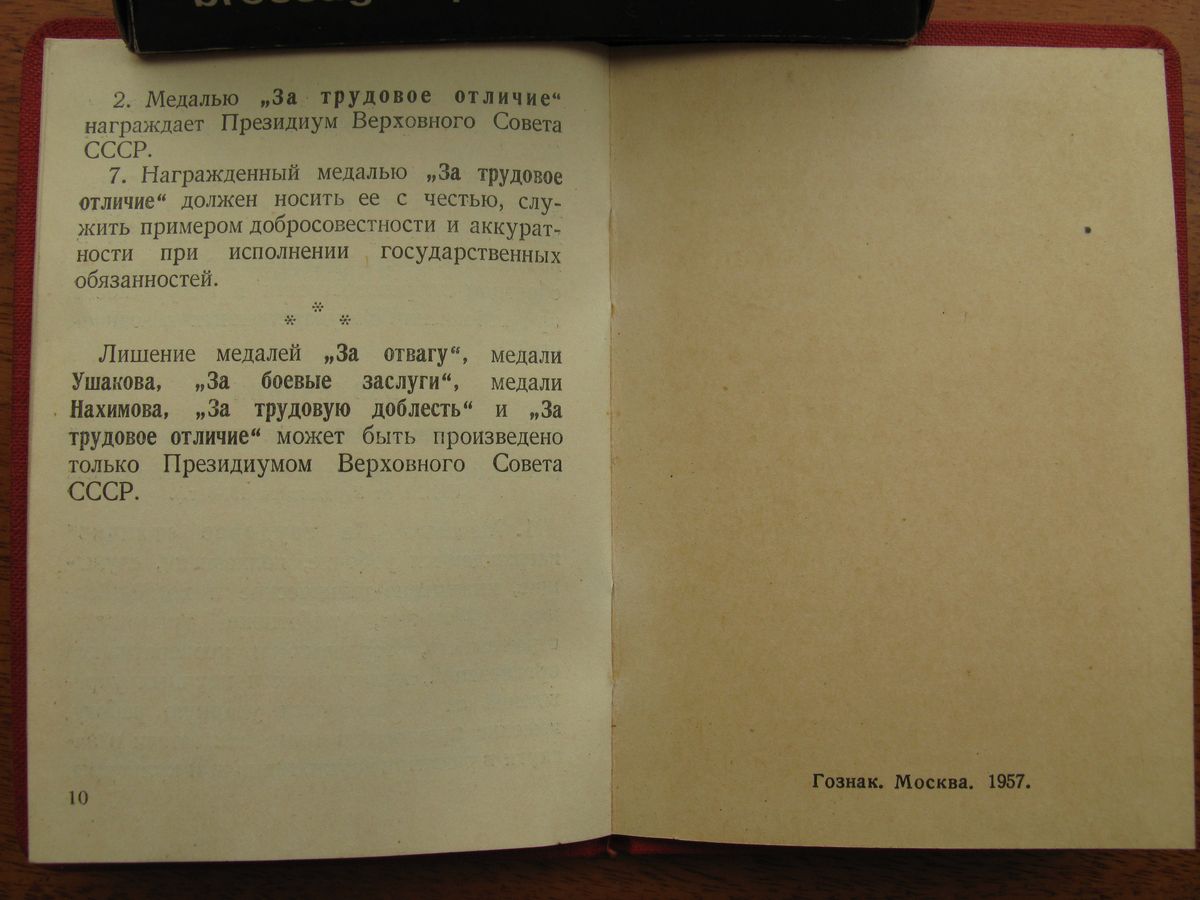 2. Медалью „За трудовое отличие“
награждает Президиум Верховного Совета
СССР.
7. Награжденный медалью „За трудовое
отличие“ должен носить ее с честью, слу-
жить примером добросовестности и аккурат-
ности при исполнении государственных
обязанностей.
* * *
Лишение медалей „За отвагу“, медали
Ушакова, „За боевые заслуги“, медали
Нахимова, „За трудовую доблесть“ и „За
трудовое отличие“ может быть произведено
только Президиумом Верховного Совета
СССР.
10
Гознак. Москва. 1957.